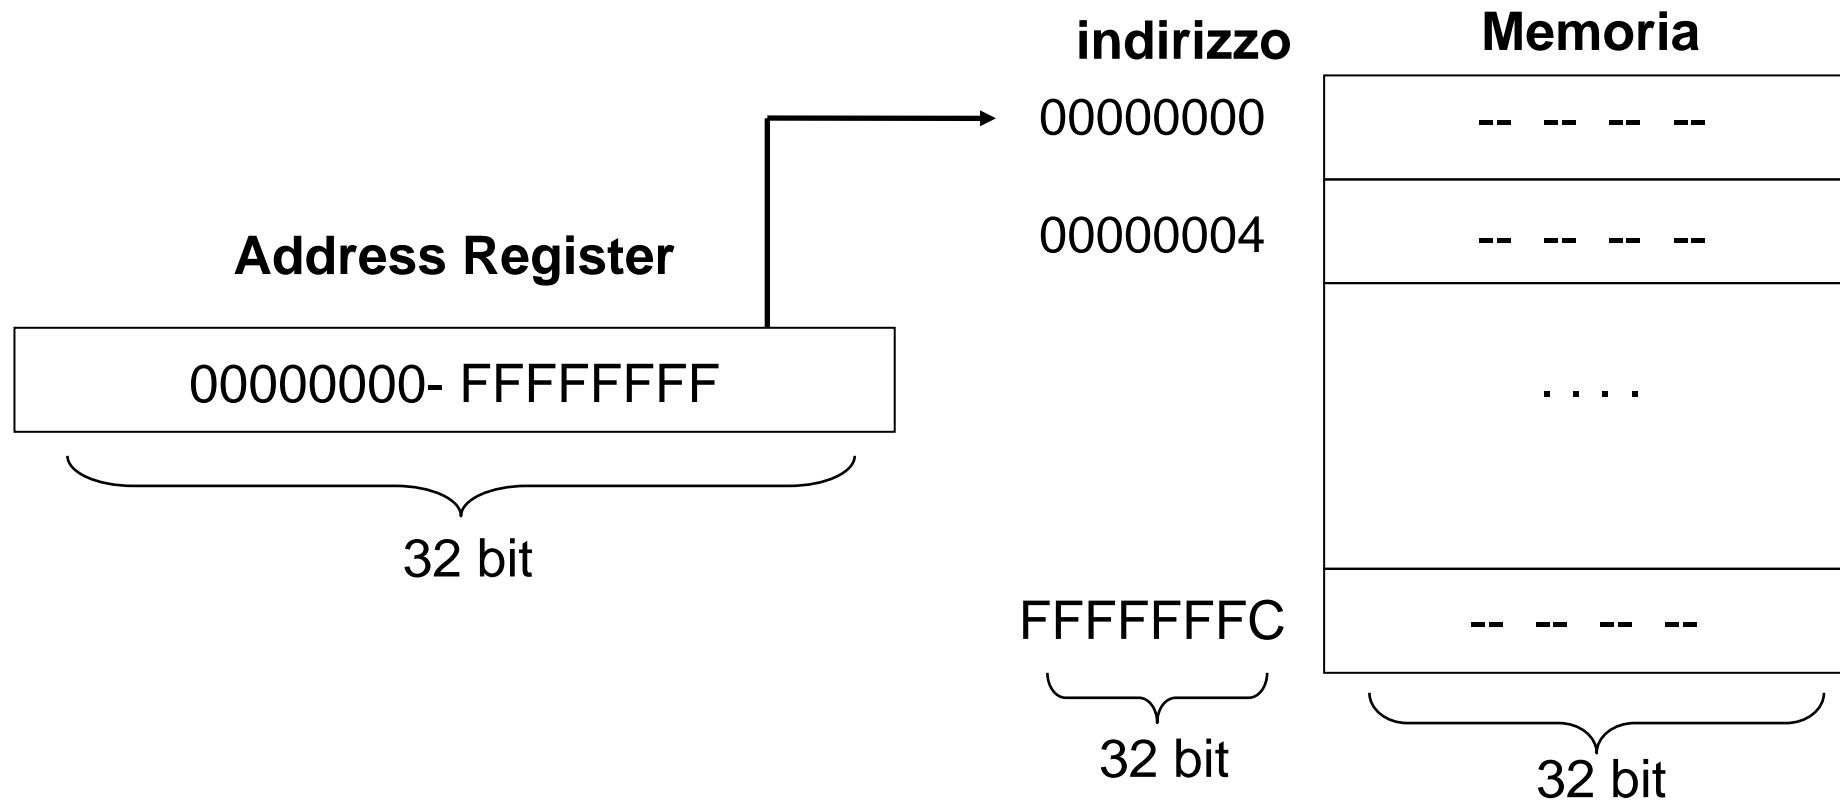 indirizzo
Memoria
00000000
-- -- -- --
00000004
-- -- -- --
Address Register
00000000- FFFFFFFF
. . . .
32 bit
FFFFFFFC
-- -- -- --
32 bit
32 bit